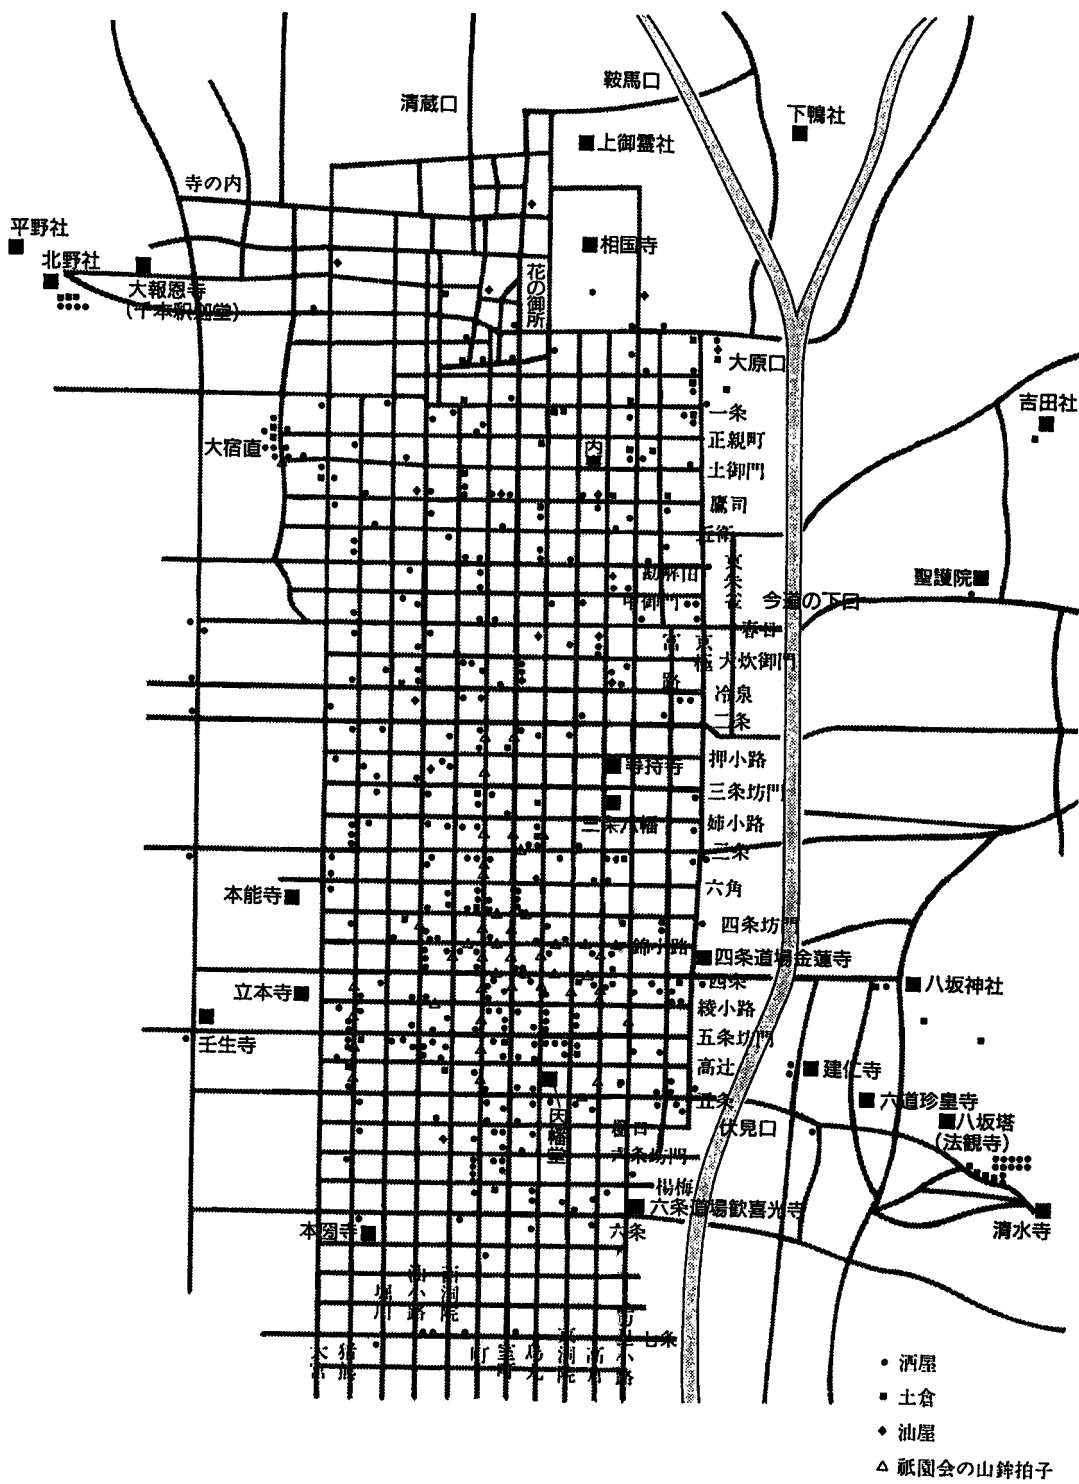 鞍馬口
清蔵口
下鴨社
上御霊社
寺の内
平野社
相国寺
北野社
花の御所
大報恩寺
(千本釈迦堂)
大原口
吉田社
一条
正親町
大宿直
内裏
土御門
鷹司
近衛
東朱雀
勘解由
聖護院
中御門
今道の下口
春日
富
路
京極
大炊御門
冷泉
二条
押小路
等持寺
三条坊門
三条八幡
姉小路
三条
六角
本能寺
四条坊門
錦小路
四条道場金蓮寺
四条
八坂神社
立本寺
綾小路
五条坊門
壬生寺
高辻
建仁寺
五条
六道珍皇寺
因幡堂
樋口
伏見口
八坂塔
(法観寺)
六条坊門
楊梅
六条道場歓喜光寺
本圀寺
六条
清水寺
堀川
油小路
西洞院
七条
大宮
猪熊
町
室町
烏丸
東洞院
高倉
富小路
酒屋
土倉
油屋
祇園会の山鉾拍子